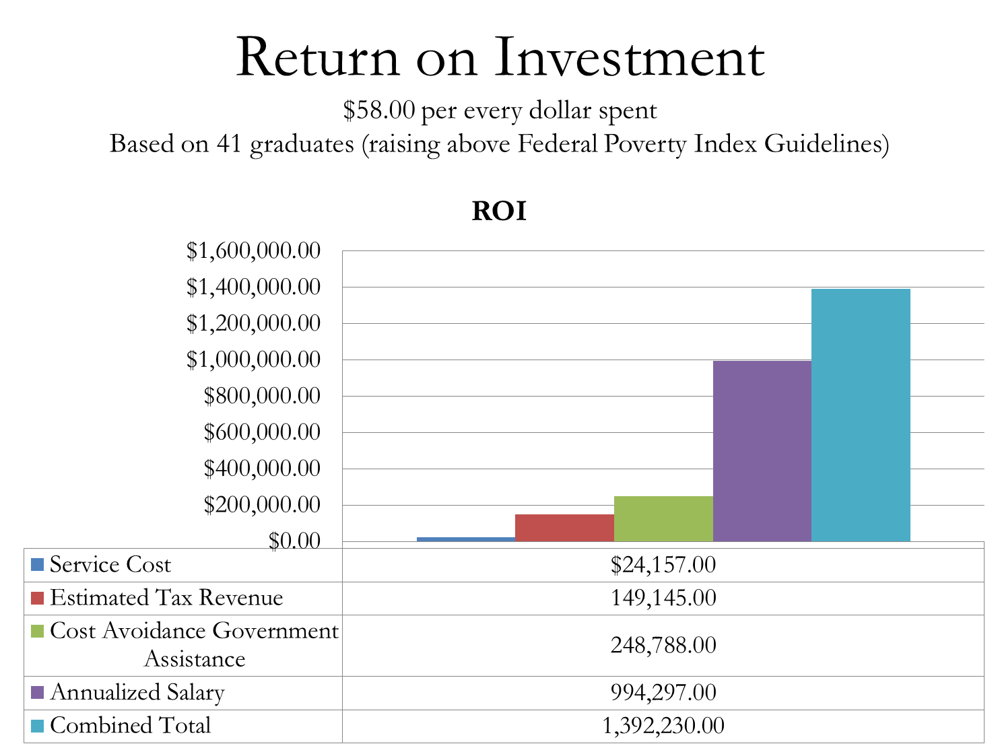 Return on Investment
$58.00 per every dollar spent
Based on 41 graduates (raising above Federal Poverty Index Guidelines)
ROI
$1,600,000.00
$1,400,000.00
$1,200,000.00
$1,000,000.00
$800,000.00
$600,000.00
$400,000.00
$200,000.00
$0.00
Service Cost $24,157.00
Estimated Tax Revenue 149,145.00
Cost Avoidance Government
Assistance 248,788.00
Annualized Salary 994,297.00
Combined Total 1,392,230.00